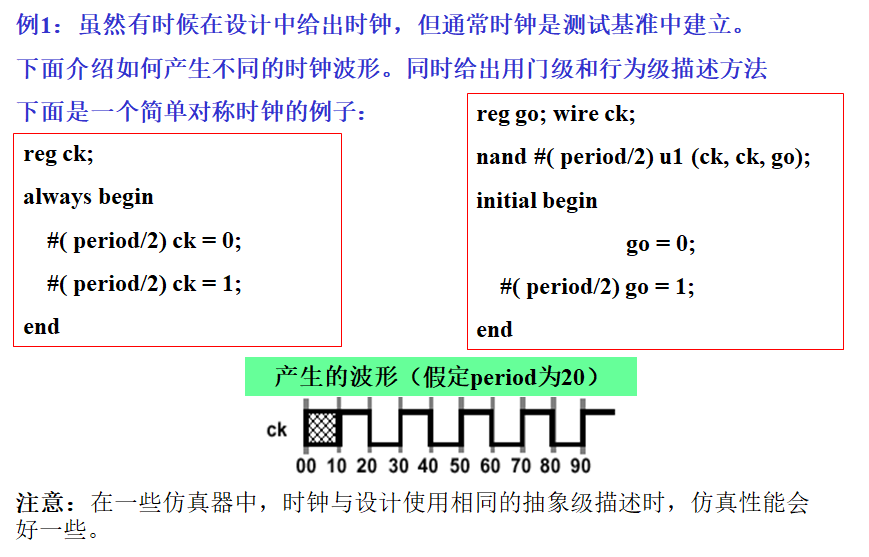 例1：虽然有时候在设计中给出时钟，但通常时钟是测试基准中建立。
下面介绍如何产生不同的时钟波形。同时给出用门级和行为级描述方法
下面是一个简单对称时钟的例子：
reg ck;
always begin
#( period/2) ck = 0;
#( period/2) ck = 1;
end
reg go; wire ck;
nand #( period/2) u1 (ck, ck, go);
initial begin
go = 0;
#( period/2) go = 1;
end
产生的波形（假定period为20）
ck
00 10 20 30 40 50 60 70 80 90
注意：在一些仿真器中，时钟与设计使用相同的抽象级描述时，仿真性能会
好一些。